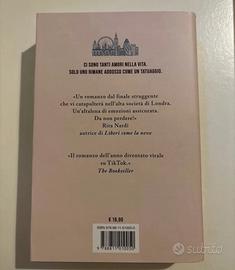 CI SONO TANTI AMORI NELLA VITA.
SOLO UNO RIMANE ADDOSSO COME UN TATUAGGIO.
«Un romanzo dal finale struggente
che vi catapulterà nell'alta società di Londra.
Un'altalena di emozioni assicurata.
Da non perdere!»
Rita Nardi
autrice di Liberi come la neve
«Il romanzo dell'anno diventato virale
su TikTok.»
The Bookseller
€ 18,90
subito